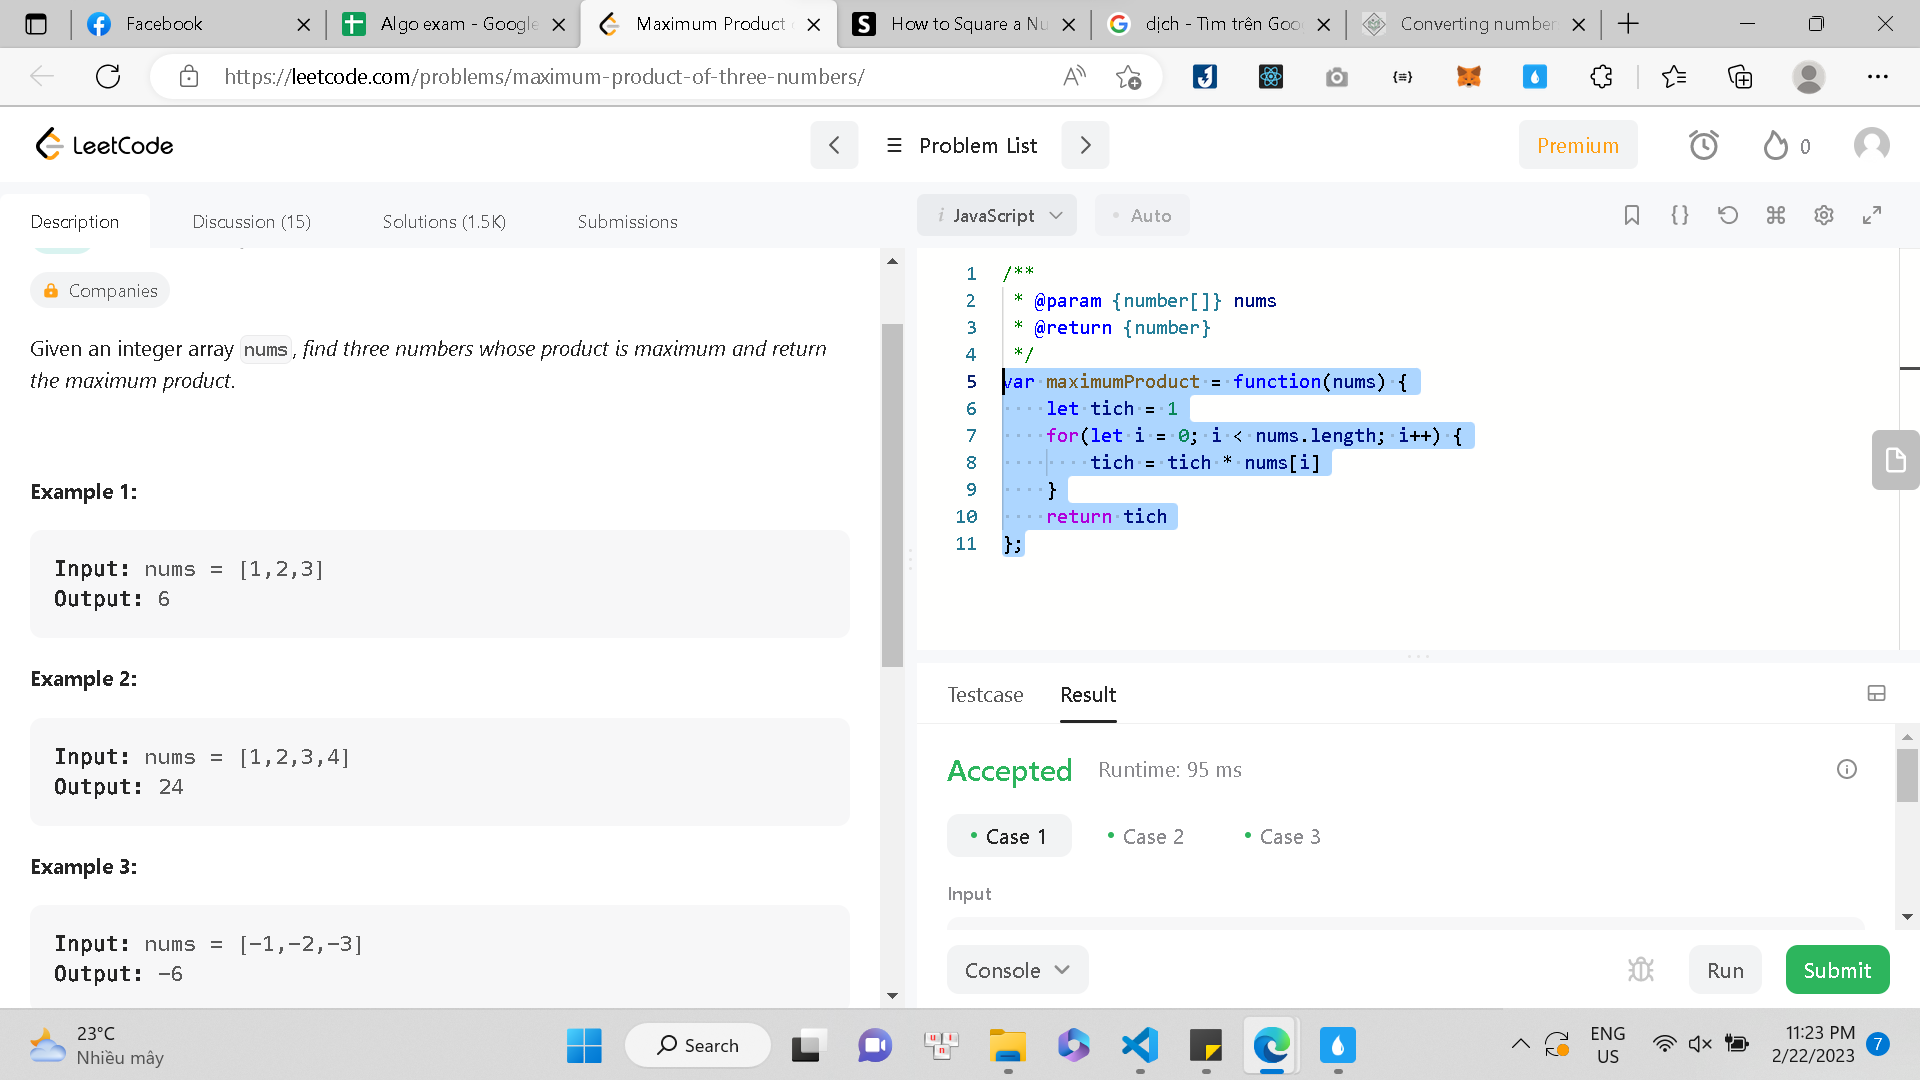 Facebook
Algo exam - Google
Maximum Product
How to Square a Nu
dịch - Tìm trên Goo
Converting number
https://leetcode.com/problems/maximum-product-of-three-numbers/
LeetCode
Problem List
Premium
0
Description
Discussion (15)
Solutions (1.5K)
Submissions
i JavaScript
• Auto
Companies
Given an integer array nums, find three numbers whose product is maximum and return
the maximum product.
Example 1:
Input: nums = [1,2,3]
Output: 6
Example 2:
Input: nums = [1,2,3,4]
Output: 24
Example 3:
Input: nums = [-1,-2,-3]
Output: -6
1 /**
2 * @param {number[]} nums
3 * @return {number}
4 */
5 var maximumProduct = function(nums) {
6 let tich = 1
7 for(let i = 0; i < nums.length; i++) {
8 tich = tich * nums[i]
9 }
10 return tich
11 };
Testcase
Result
Accepted
Runtime: 95 ms
• Case 1
• Case 2
• Case 3
Input
Console
Run
Submit
23°C
Nhiều mây
Search
ENG
US
11:23 PM
2/22/2023
7